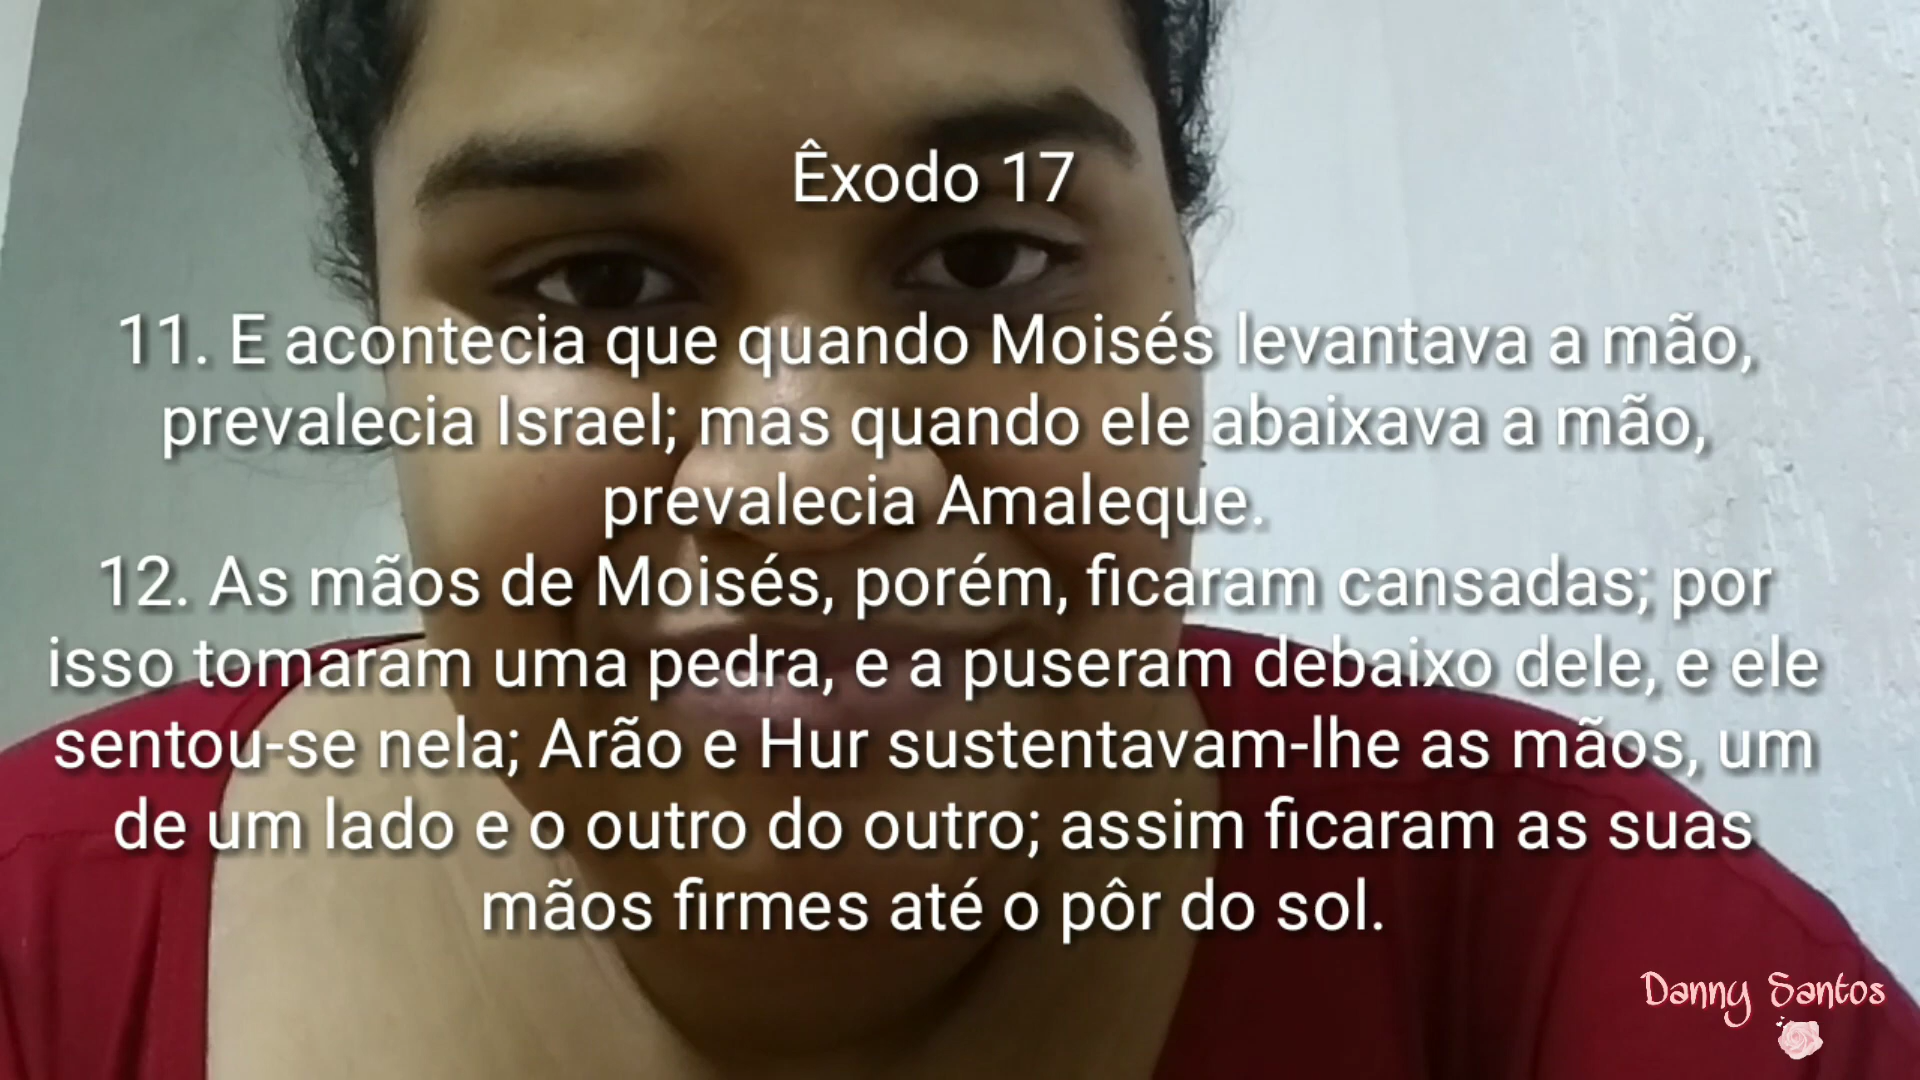 Êxodo 17
11. E acontecia que quando Moisés levantava a mão,
prevalecia Israel; mas quando ele abaixava a mão,
prevalecia Amaleque.
12. As mãos de Moisés, porém, ficaram cansadas; por
isso tomaram uma pedra, e a puseram debaixo dele, e ele
sentou-se nela; Arão e Hur sustentavam-lhe as mãos, um
de um lado e o outro do outro; assim ficaram as suas
mãos firmes até o pôr do sol.
Danny Santos